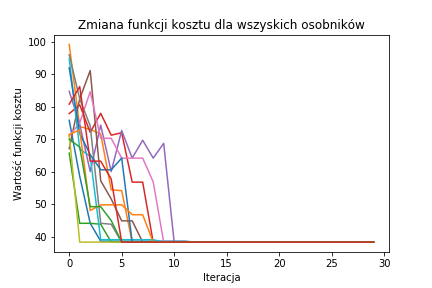 Zmiana funkcji kosztu dla wszyskich osobników
Wartość funkcji kosztu
100
90
80
70
60
50
40
0 5 10 15 20 25 30
Iteracja